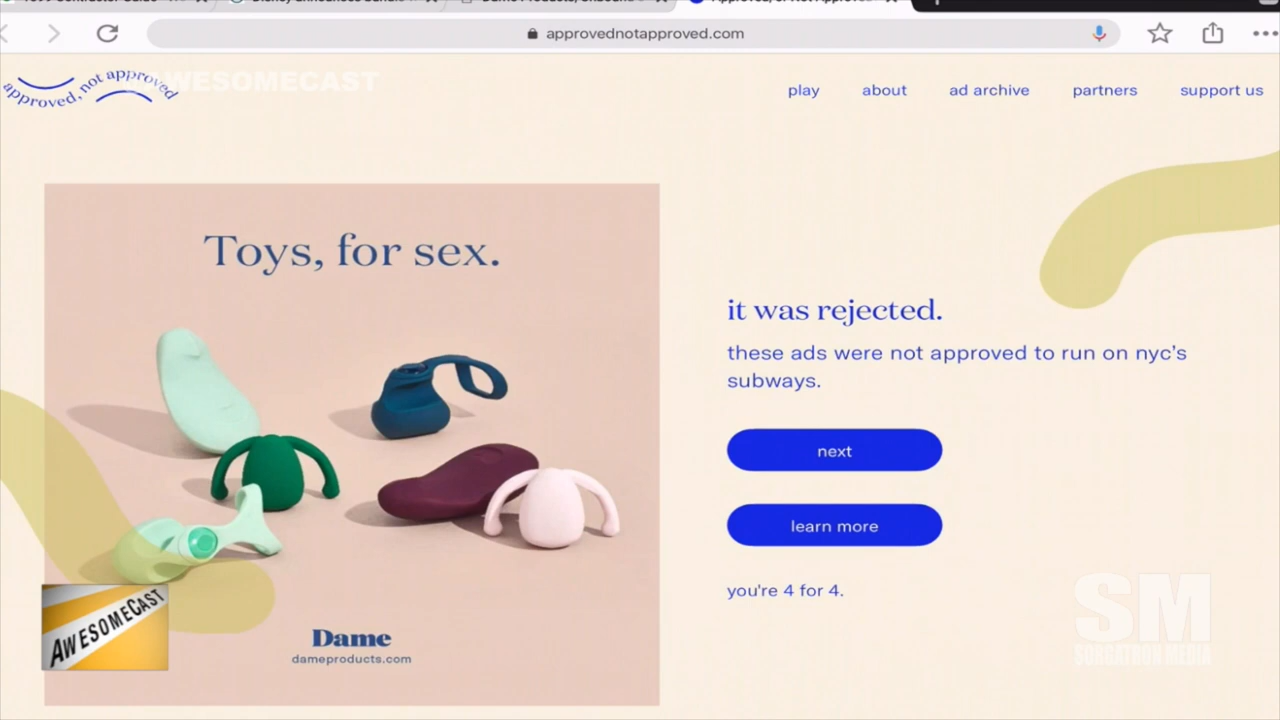 approvednotapproved.com
approved, not approved
AWESOMECAST
play
about
ad archive
partners
support us
Toys, for sex.
it was rejected.
these ads were not approved to run on nyc's
subways.
next
learn more
you're 4 for 4.
Dame
dameproducts.com
AWESOMECAST
SM
SORGATRON MEDIA